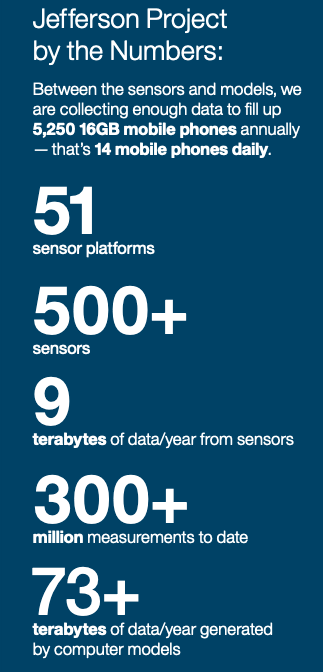 Jefferson Project
by the Numbers:
Between the sensors and models, we
are collecting enough data to fill up
5,250 16GB mobile phones annually
— that's 14 mobile phones daily.
51
sensor platforms
500+
sensors
9
terabytes of data/year from sensors
300+
million measurements to date
73+
terabytes of data/year generated
by computer models